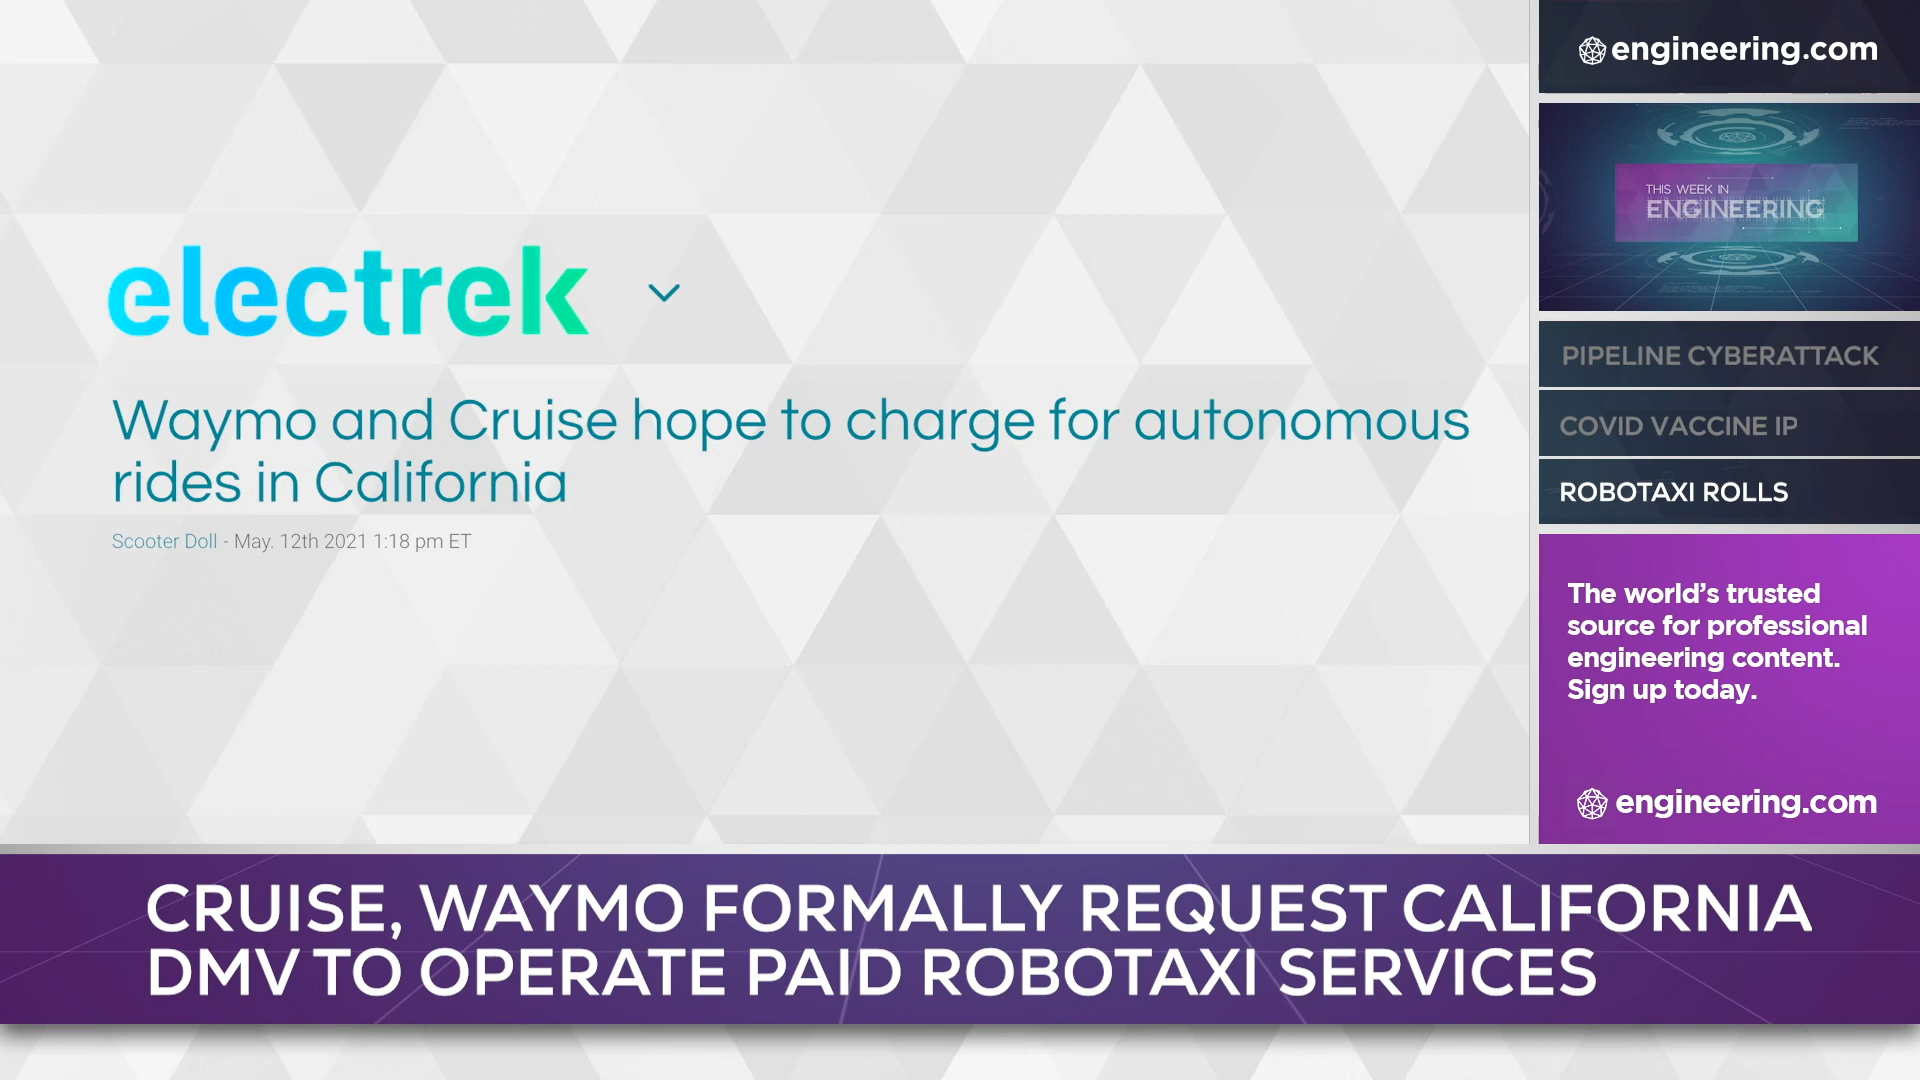 electrek
Waymo and Cruise hope to charge for autonomous
rides in California
Scooter Doll - May. 12th 2021 1:18 pm ET
engineering.com
THIS WEEK IN
ENGINEERING
PIPELINE CYBERATTACK
COVID VACCINE IP
ROBOTAXI ROLLS
The world’s trusted
source for professional
engineering content.
Sign up today.
engineering.com
CRUISE, WAYMO FORMALLY REQUEST CALIFORNIA
DMV TO OPERATE PAID ROBOTAXI SERVICES